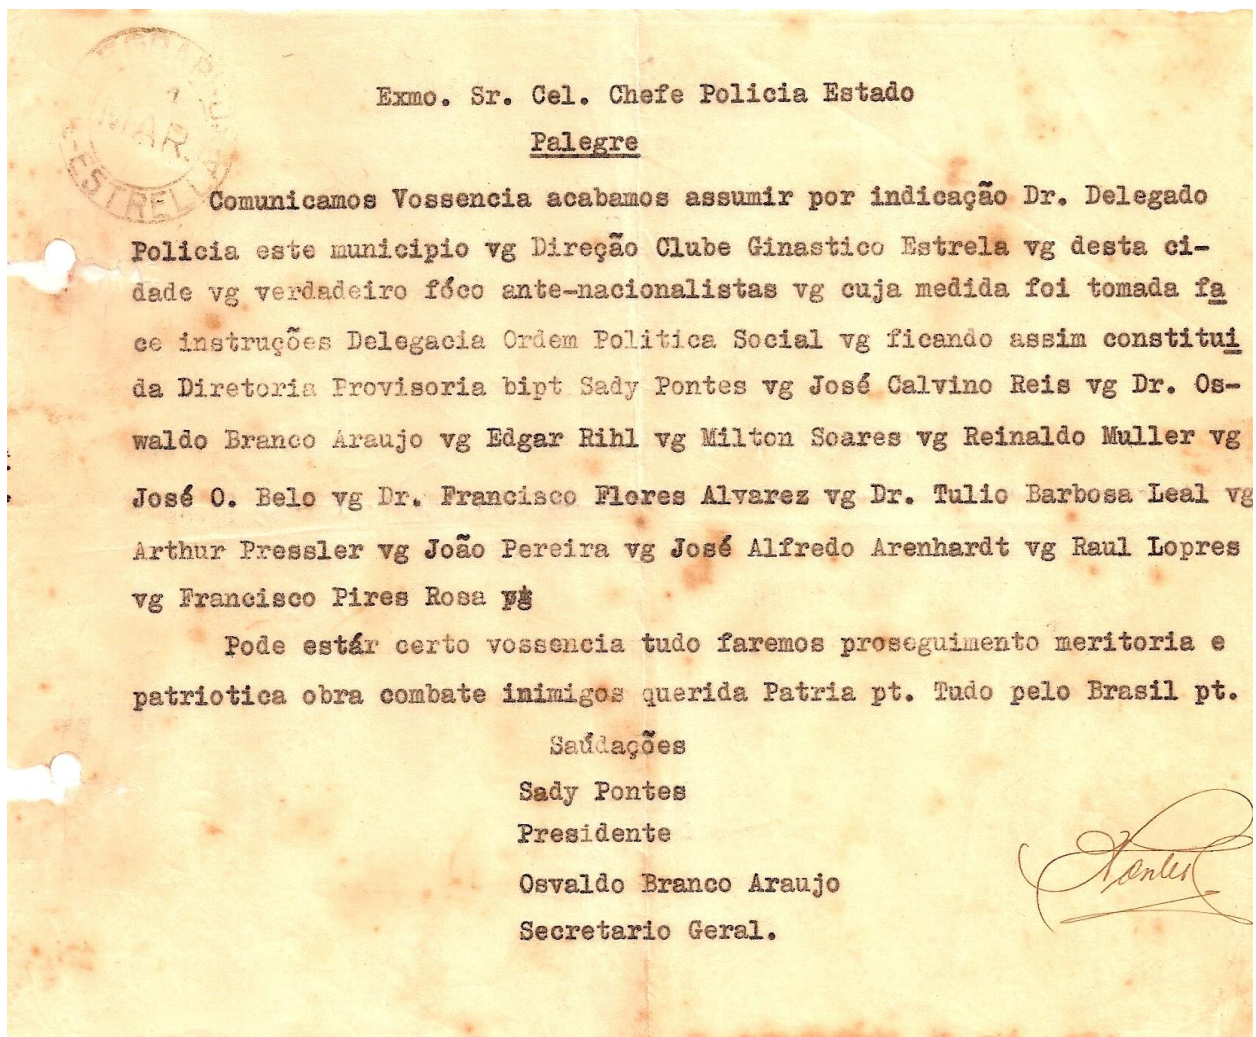 MAR.
ESTRELLA
Exmo. Sr. Cel. Chefe Policia Estado
Palegre
Comunicamos Vossencia acabamos assumir por indicação Dr. Delegado
Policia este municipio vg Direção Clube Ginastico Estrela vg desta ci-
dade vg verdadeiro fóco ante-nacionalistas vg cuja medida foi tomada fa
ce instruções Delegacia Ordem Politica Social vg ficando assim constitui
da Diretoria Provisoria bipt Sady Pontes vg José Calvino Reis vg Dr. Os-
waldo Branco Araujo vg Edgar Rihl vg Milton Soares vg Reinaldo Muller vg
José O. Belo vg Dr. Francisco Flores Alvarez vg Dr. Tulio Barbosa Leal vg
Arthur Pressler vg João Pereira vg José Alfredo Arenhardt vg Raul Lopres
vg Francisco Pires Rosa
Pode estár certo vossencia tudo faremos proseguimento meritoria e
patriotica obra combate inimigos querida Patria pt. Tudo pelo Brasil pt.
Saúdações
Sady Pontes
Presidente
Osvaldo Branco Araujo
Secretario Geral.